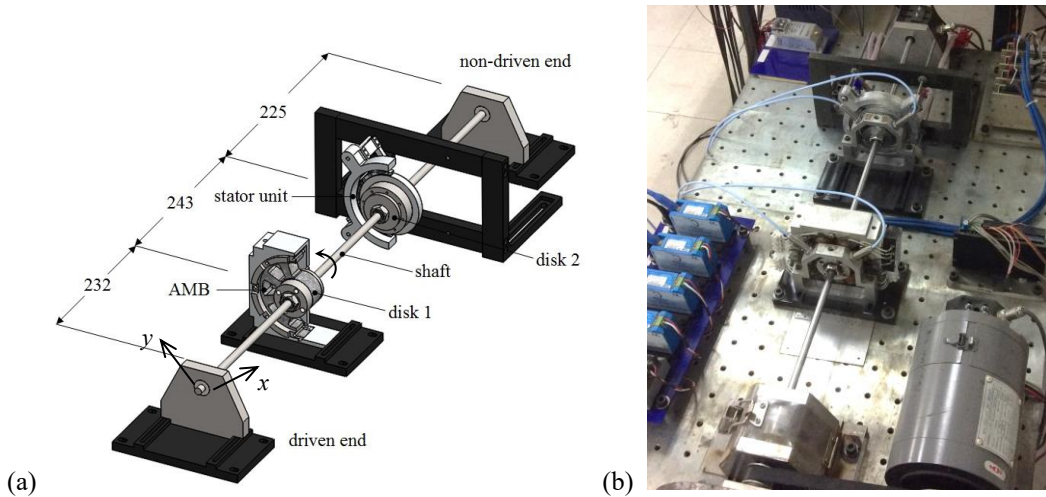 non-driven end
225
stator unit
243
disk 2
shaft
AMB
disk 1
232
y
x
driven end
(a)
(b)